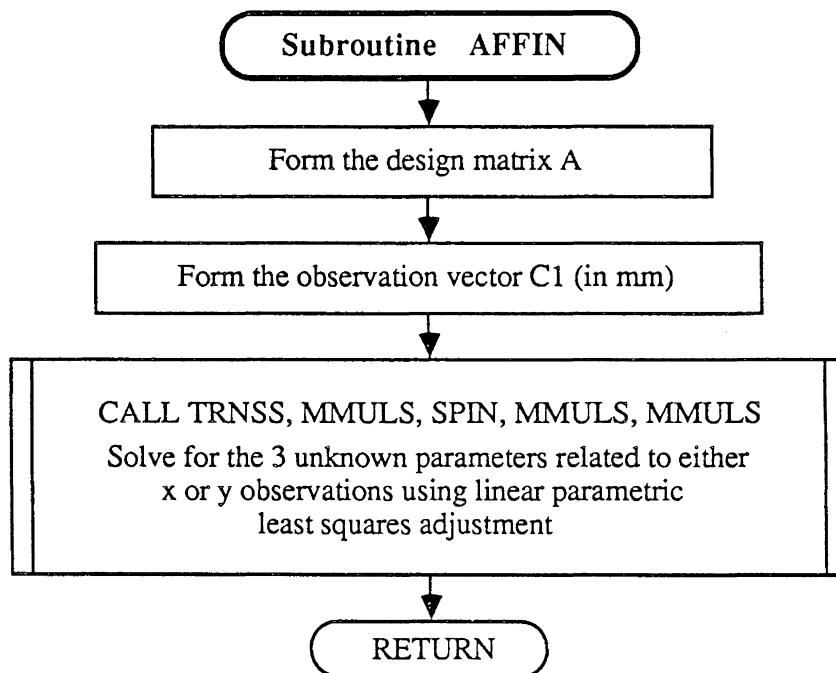 Subroutine AFFIN
Form the design matrix A
Form the observation vector C1 (in mm)
CALL TRNSS, MMULS, SPIN, MMULS, MMULS
Solve for the 3 unknown parameters related to either
x or y observations using linear parametric
least squares adjustment
RETURN